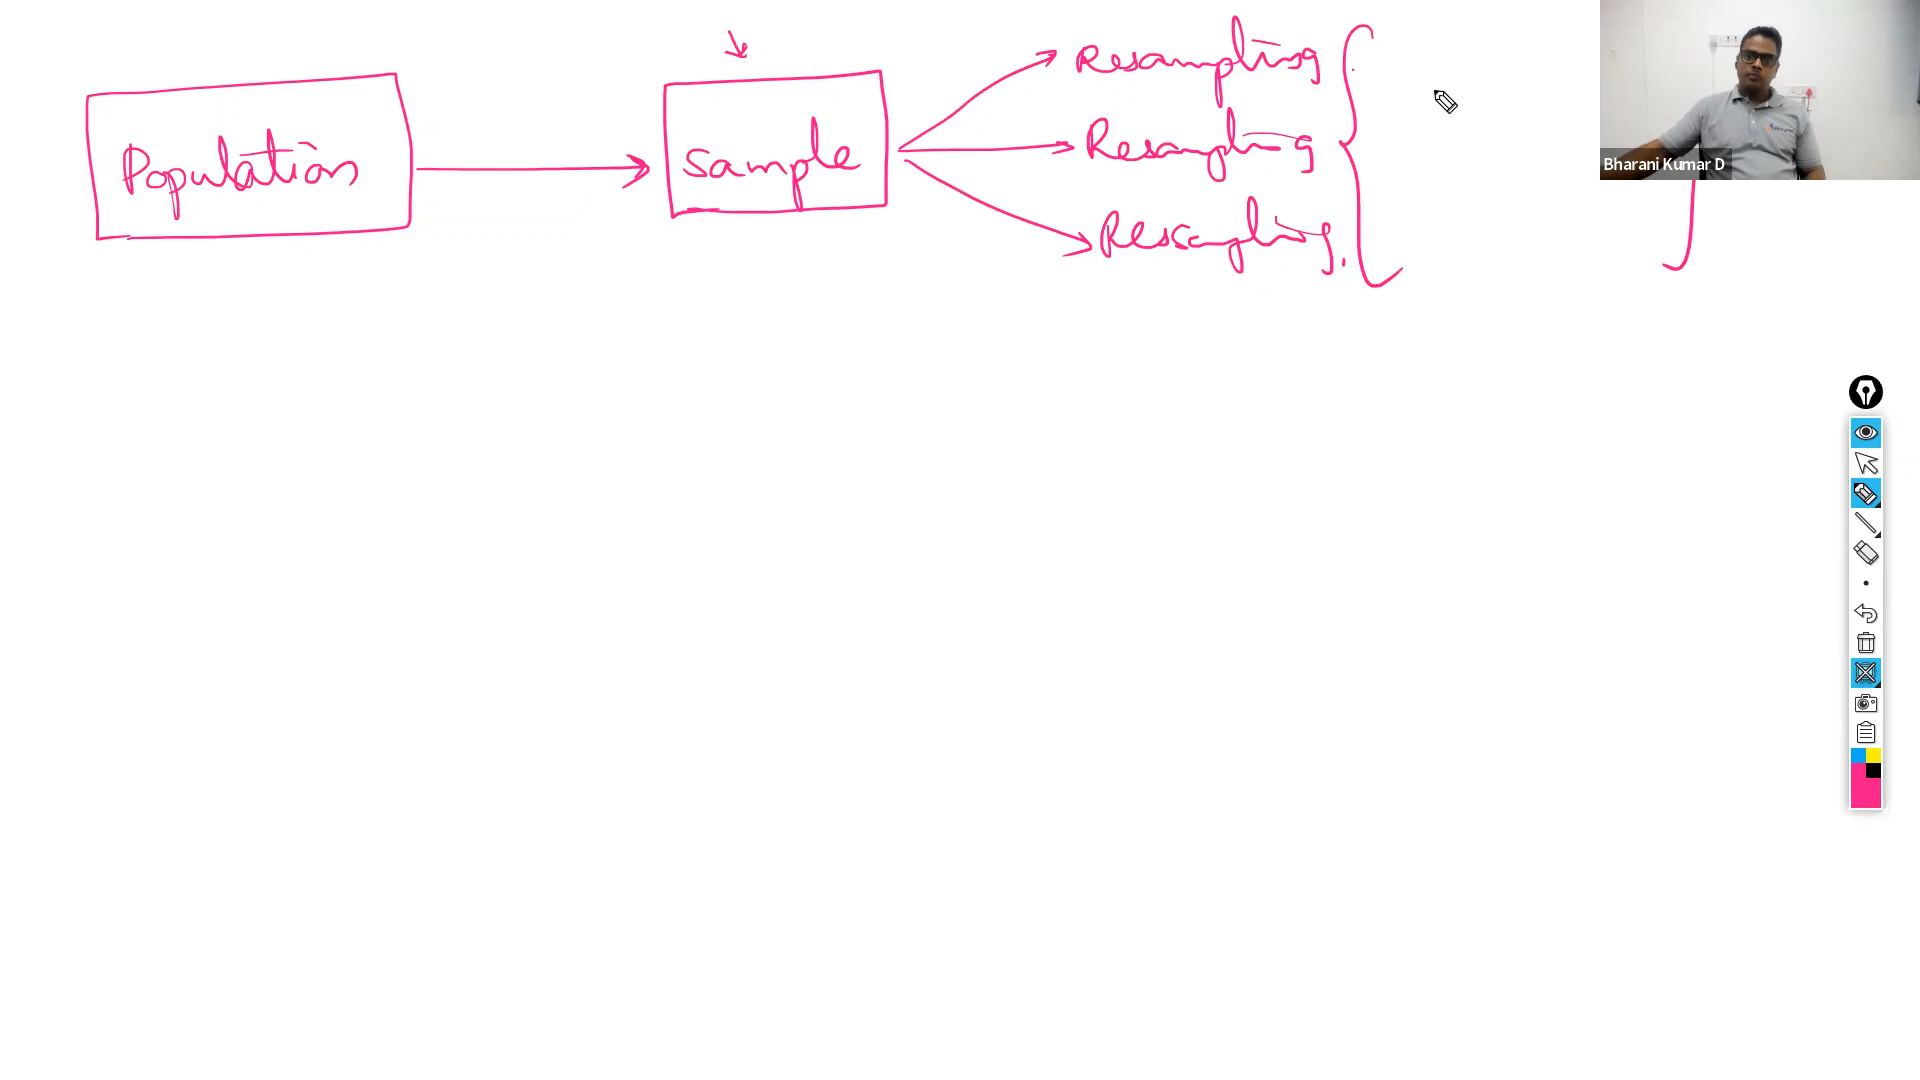 Population
Sample
Resampling
Resampling
Resampling.
Bharani Kumar D